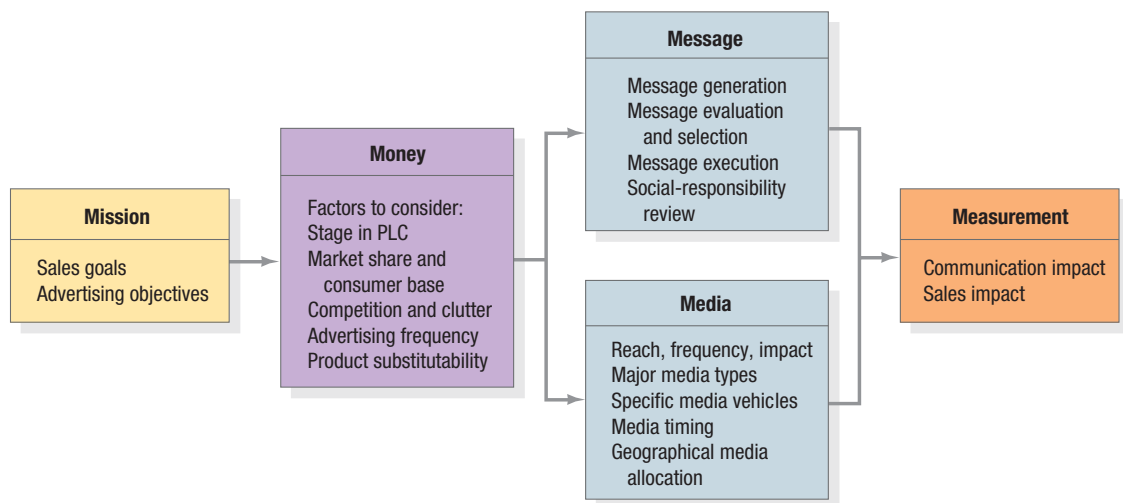 Mission
Sales goals
Advertising objectives
Money
Factors to consider:
Stage in PLC
Market share and
consumer base
Competition and clutter
Advertising frequency
Product substitutability
Message
Message generation
Message evaluation
and selection
Message execution
Social-responsibility
review
Media
Reach, frequency, impact
Major media types
Specific media vehicles
Media timing
Geographical media
allocation
Measurement
Communication impact
Sales impact